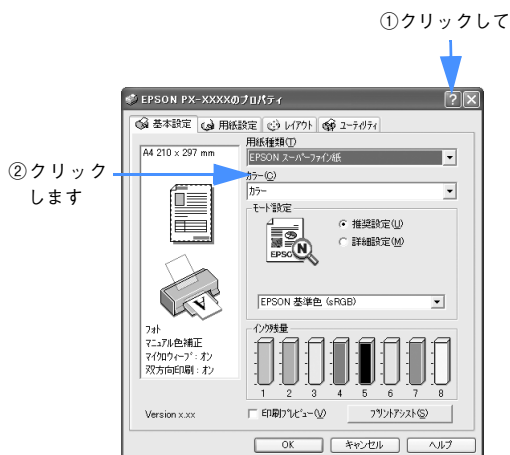 ①クリックして
EPSON PX-XXXXのプロパティ
基本設定 用紙設定 レイアウト ユーティリティ
A4 210 x 297 mm
用紙種類(T)
EPSON スーパーファイン紙
②クリック
します
カラー(C)
カラー
モード設定
推奨設定(U)
詳細設定(M)
EPSON
N
EPSON 基準色 (sRGB)
フォト
マニュアル色補正
マイクロウィーブ:オン
双方向印刷:オン
インク残量
1 2 3 4 5 6 7 8
Version x.xx
印刷プレビュー(V)
プリントアシスト(S)
OK キャンセル ヘルプ